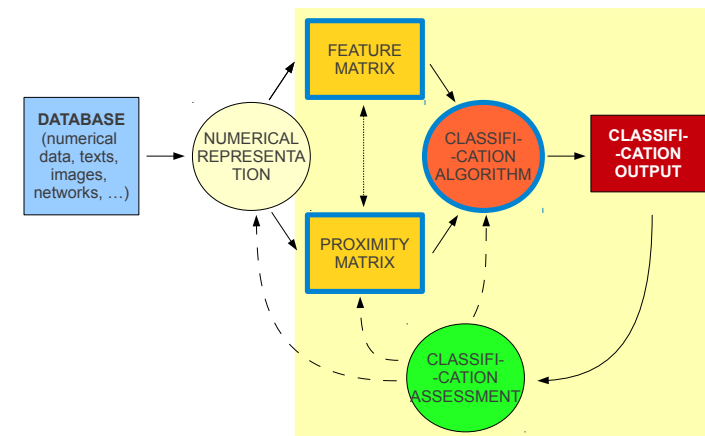 DATABASE
(numerical
data, texts,
images,
networks, …)
NUMERICAL
REPRESENTA
TION
FEATURE
MATRIX
PROXIMITY
MATRIX
CLASSIFI-
-CATION
ALGORITHM
CLASSIFI-
-CATION
OUTPUT
CLASSIFI-
-CATION
ASSESSMENT